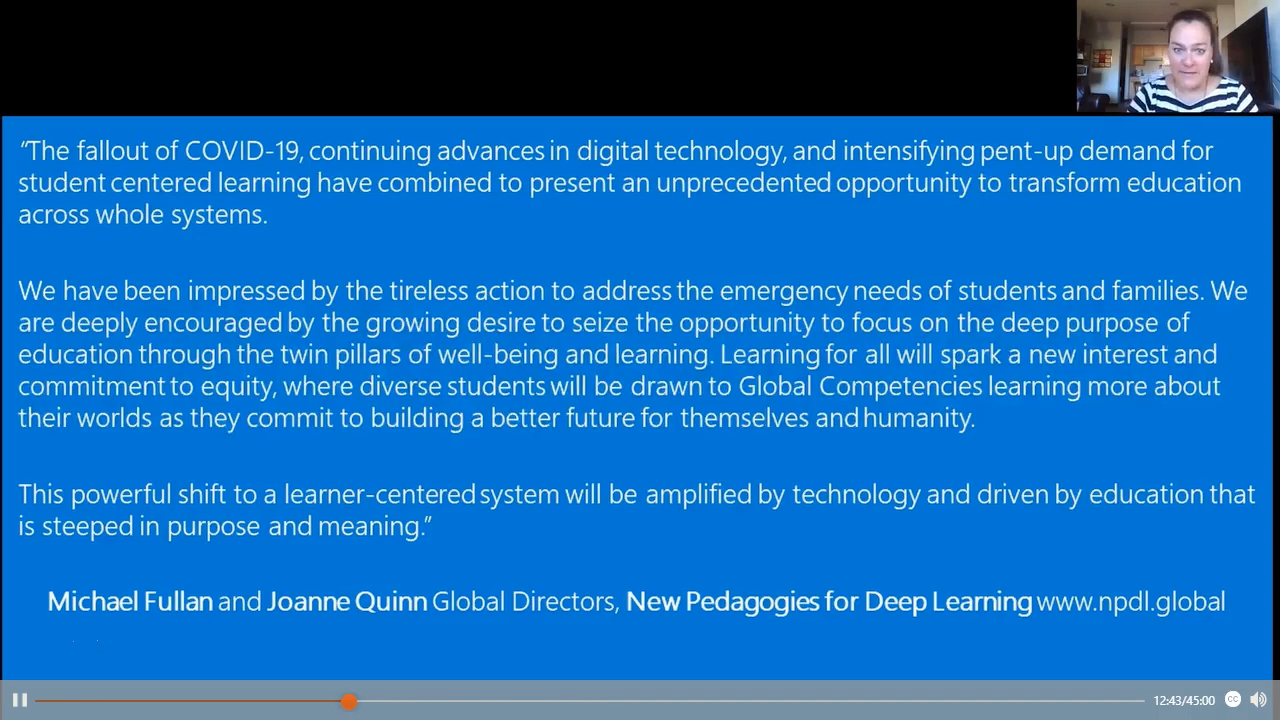 “The fallout of COVID-19, continuing advances in digital technology, and intensifying pent-up demand for
student centered learning have combined to present an unprecedented opportunity to transform education
across whole systems.
We have been impressed by the tireless action to address the emergency needs of students and families. We
are deeply encouraged by the growing desire to seize the opportunity to focus on the deep purpose of
education through the twin pillars of well-being and learning. Learning for all will spark a new interest and
commitment to equity, where diverse students will be drawn to Global Competencies learning more about
their worlds as they commit to building a better future for themselves and humanity.
This powerful shift to a learner-centered system will be amplified by technology and driven by education that
is steeped in purpose and meaning.”
Michael Fullan and Joanne Quinn Global Directors, New Pedagogies for Deep Learning www.npdl.global
12:43/45:00 CC